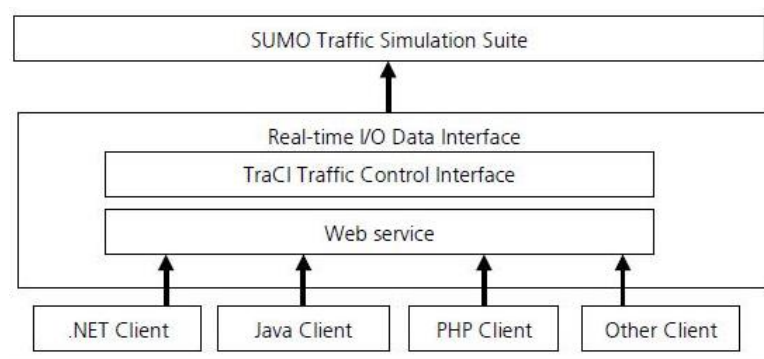 SUMO Traffic Simulation Suite
Real-time I/O Data Interface
TraCI Traffic Control Interface
Web service
.NET Client
Java Client
PHP Client
Other Client